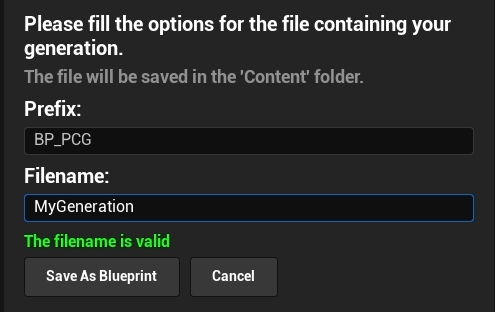 Please fill the options for the file containing your
generation.
The file will be saved in the 'Content' folder.
Prefix:
BP_PCG
Filename:
MyGeneration
The filename is valid
Save As Blueprint
Cancel